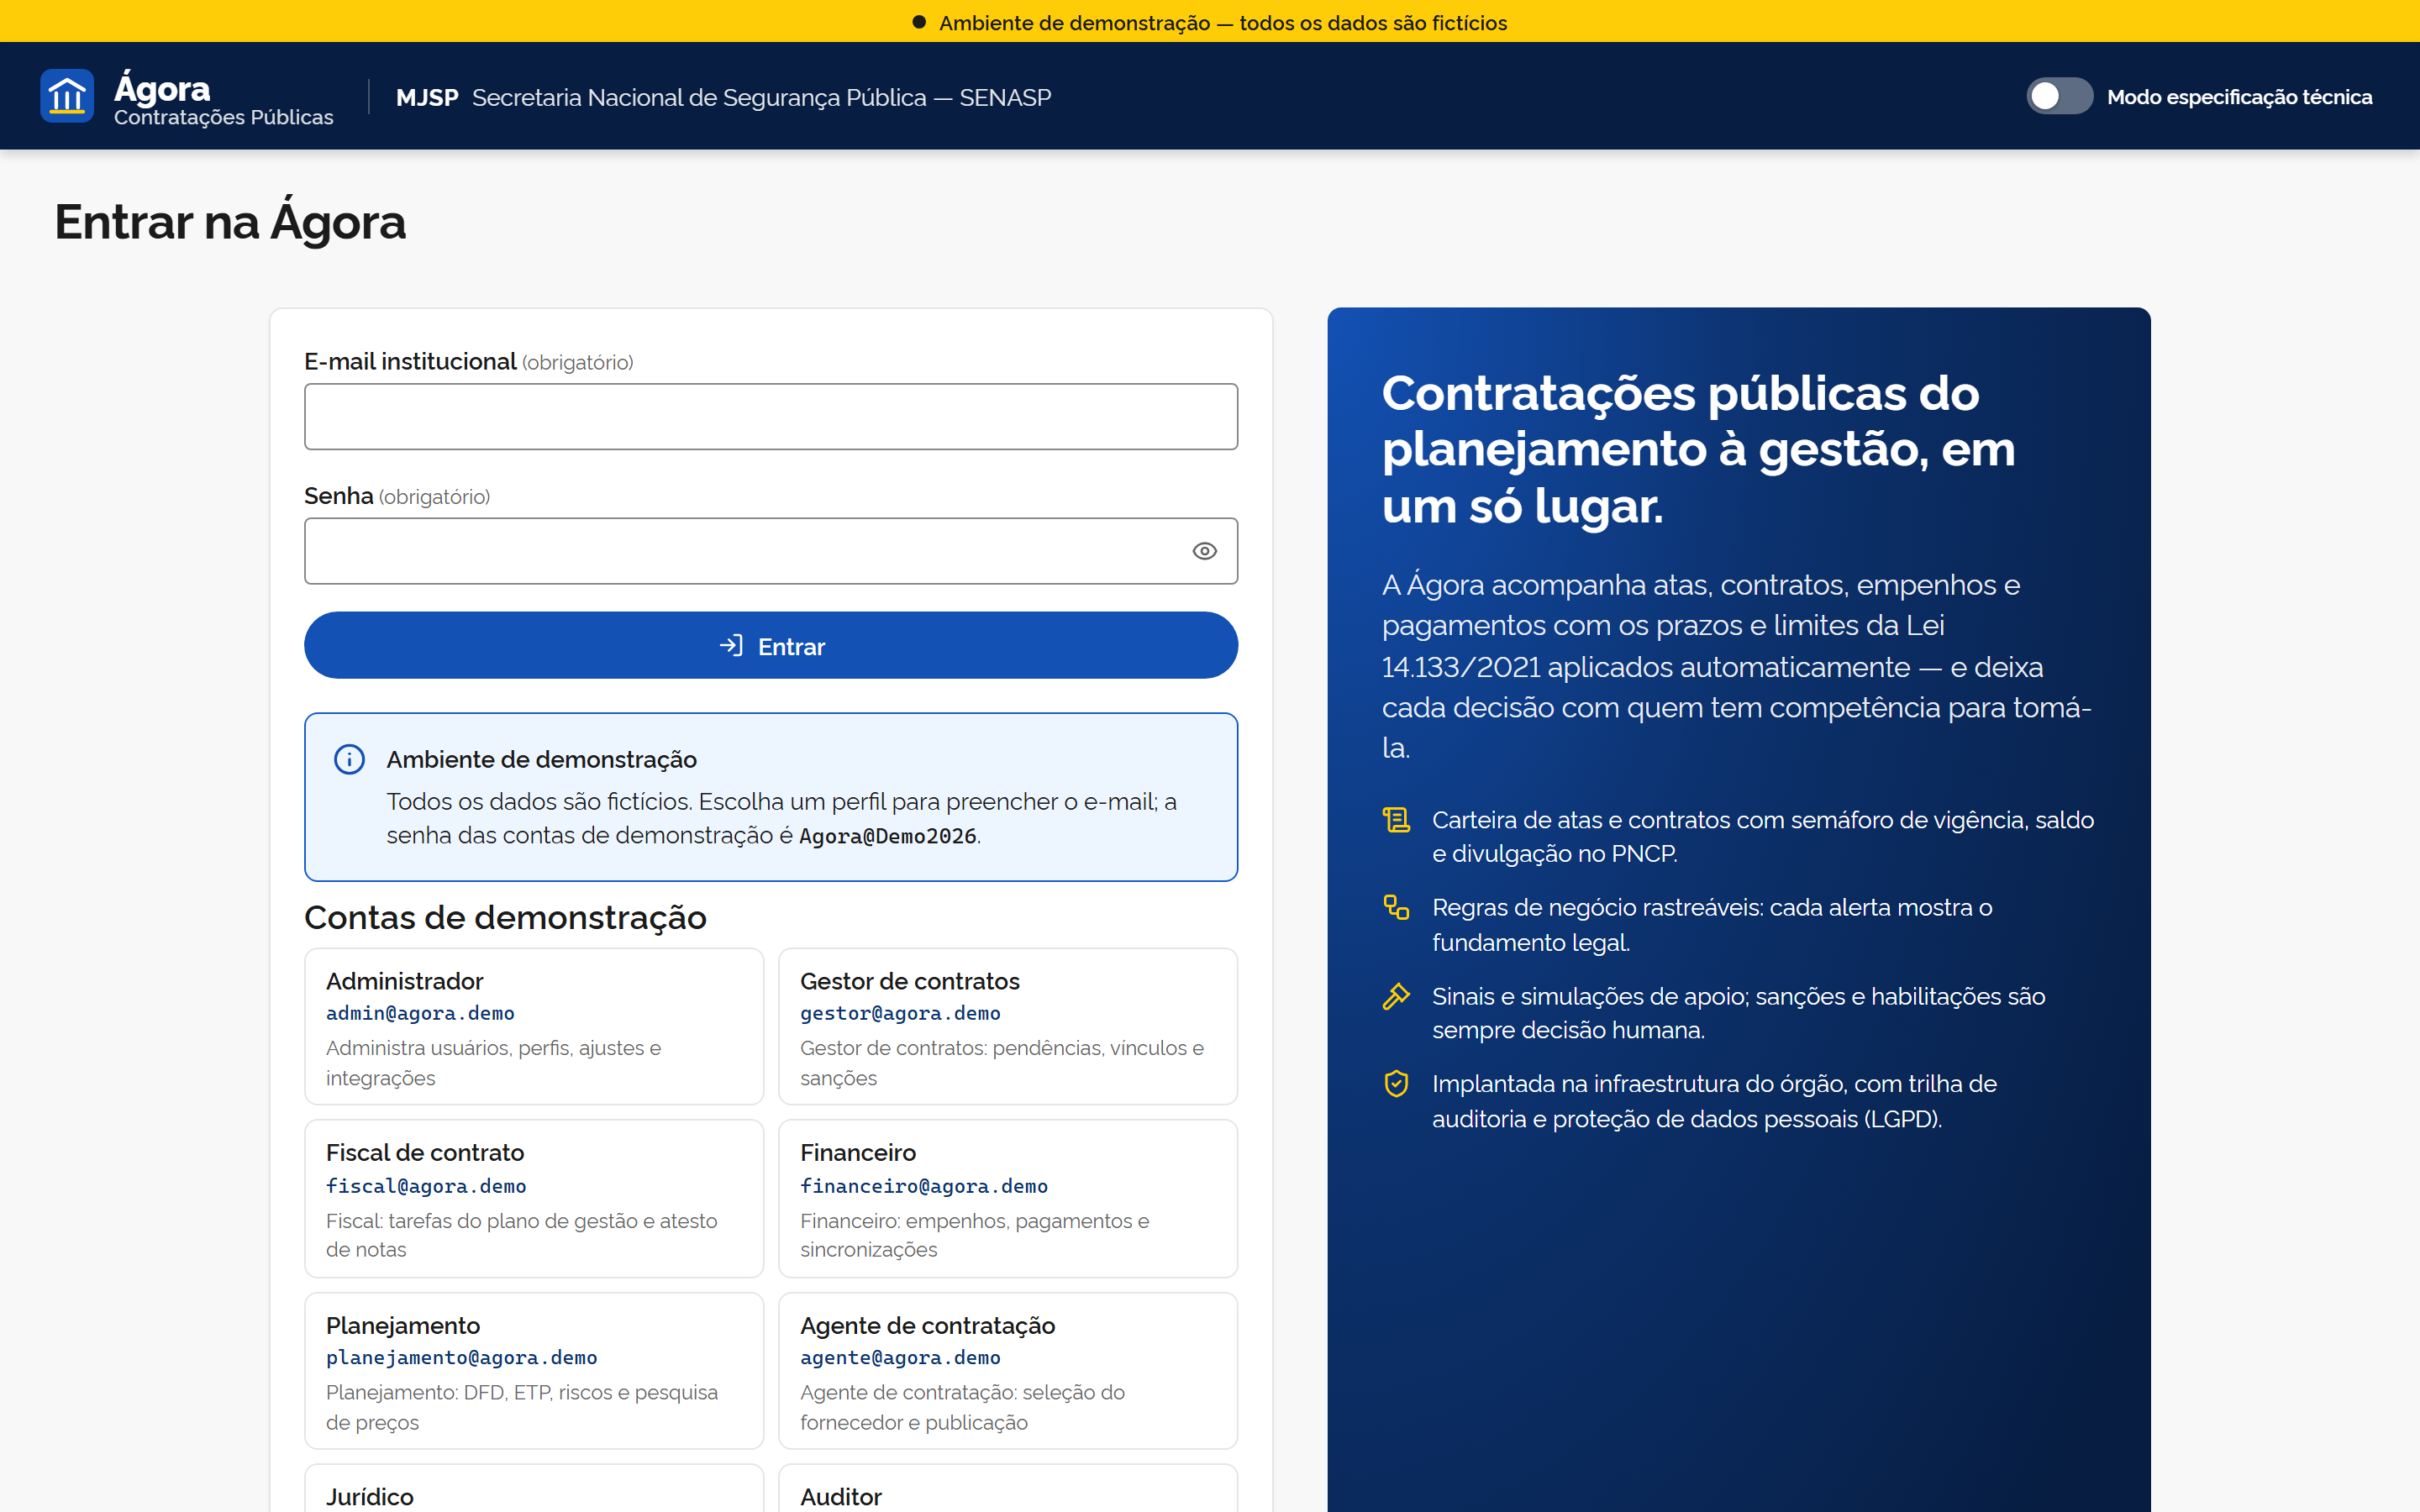 Ambiente de demonstração — todos os dados são fictícios
Ágora
Contratações Públicas
MJSP Secretaria Nacional de Segurança Pública — SENASP
Modo especificação técnica
Entrar na Ágora
E-mail institucional (obrigatório)
Senha (obrigatório)
Entrar
Ambiente de demonstração
Todos os dados são fictícios. Escolha um perfil para preencher o e-mail; a
senha das contas de demonstração é Agora@Demo2026.
Contas de demonstração
Administrador
admin@agora.demo
Administra usuários, perfis, ajustes e
integrações
Gestor de contratos
gestor@agora.demo
Gestor de contratos: pendências, vínculos e
sanções
Fiscal de contrato
fiscal@agora.demo
Fiscal: tarefas do plano de gestão e atesto
de notas
Financeiro
financeiro@agora.demo
Financeiro: empenhos, pagamentos e
sincronizações
Planejamento
planejamento@agora.demo
Planejamento: DFD, ETP, riscos e pesquisa
de preços
Agente de contratação
agente@agora.demo
Agente de contratação: seleção do
fornecedor e publicação
Jurídico
Auditor
Contratações públicas do
planejamento à gestão, em
um só lugar.
A Ágora acompanha atas, contratos, empenhos e
pagamentos com os prazos e limites da Lei
14.133/2021 aplicados automaticamente — e deixa
cada decisão com quem tem competência para tomá-
la.
Carteira de atas e contratos com semáforo de vigência, saldo
e divulgação no PNCP.
Regras de negócio rastreáveis: cada alerta mostra o
fundamento legal.
Sinais e simulações de apoio; sanções e habilitações são
sempre decisão humana.
Implantada na infraestrutura do órgão, com trilha de
auditoria e proteção de dados pessoais (LGPD).